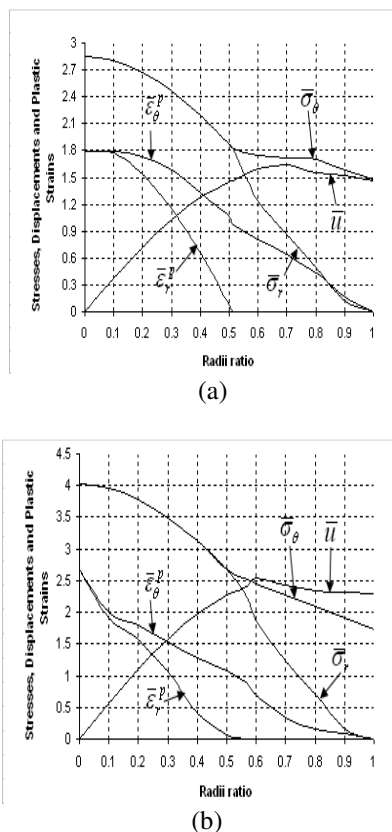 Stresses, Displacements and Plastic
Strains
3
2.7
2.4
2.1
1.8
1.5
1.2
0.9
0.6
0.3
0
ε̄θᵖ
σ̄θ
ū
ε̄rᵖ
σ̄r
0 0.1 0.2 0.3 0.4 0.5 0.6 0.7 0.8 0.9 1
Radii ratio
(a)
Stresses, Displacements and Plastic
Strains
4.5
4
3.5
3
2.5
2
1.5
1
0.5
0
ε̄θᵖ
σ̄θ
ū
ε̄rᵖ
σ̄r
0 0.1 0.2 0.3 0.4 0.5 0.6 0.7 0.8 0.9 1
Radii ratio
(b)